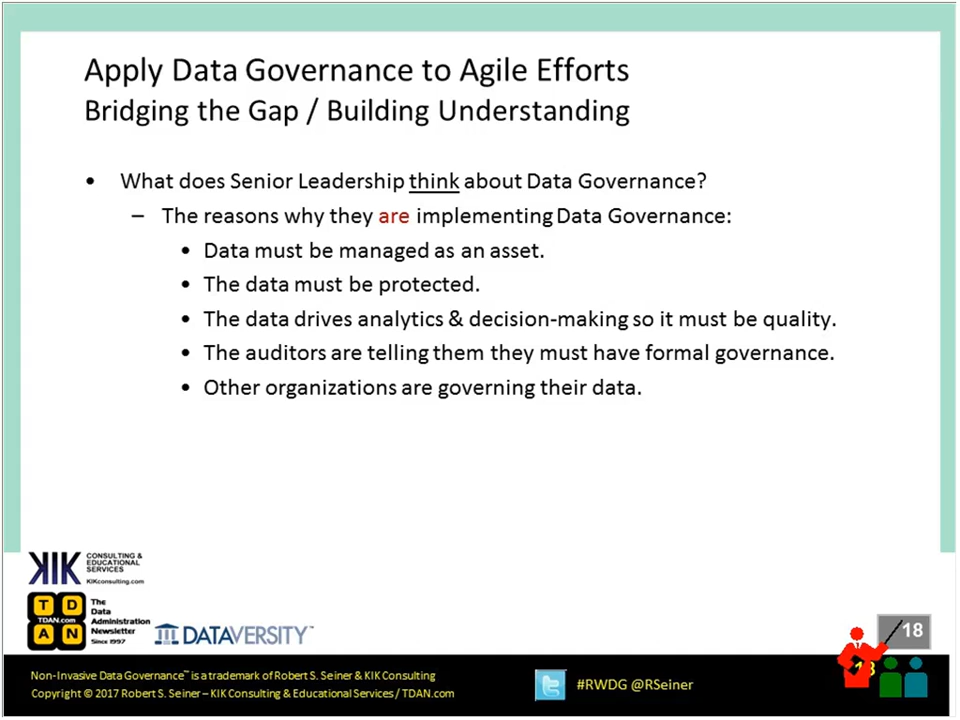 Apply Data Governance to Agile Efforts
Bridging the Gap / Building Understanding
• What does Senior Leadership think about Data Governance?
– The reasons why they are implementing Data Governance:
• Data must be managed as an asset.
• The data must be protected.
• The data drives analytics & decision-making so it must be quality.
• The auditors are telling them they must have formal governance.
• Other organizations are governing their data.
KIK CONSULTING & EDUCATIONAL SERVICES
KIKconsulting.com
T D
TDAN.com
A N
The
Data
Administration
Newsletter
Since 1997
DATAVERSITY™
18
Non-Invasive Data Governance™ is a trademark of Robert S. Seiner & KIK Consulting
Copyright © 2017 Robert S. Seiner – KIK Consulting & Educational Services / TDAN.com
#RWDG @RSeiner